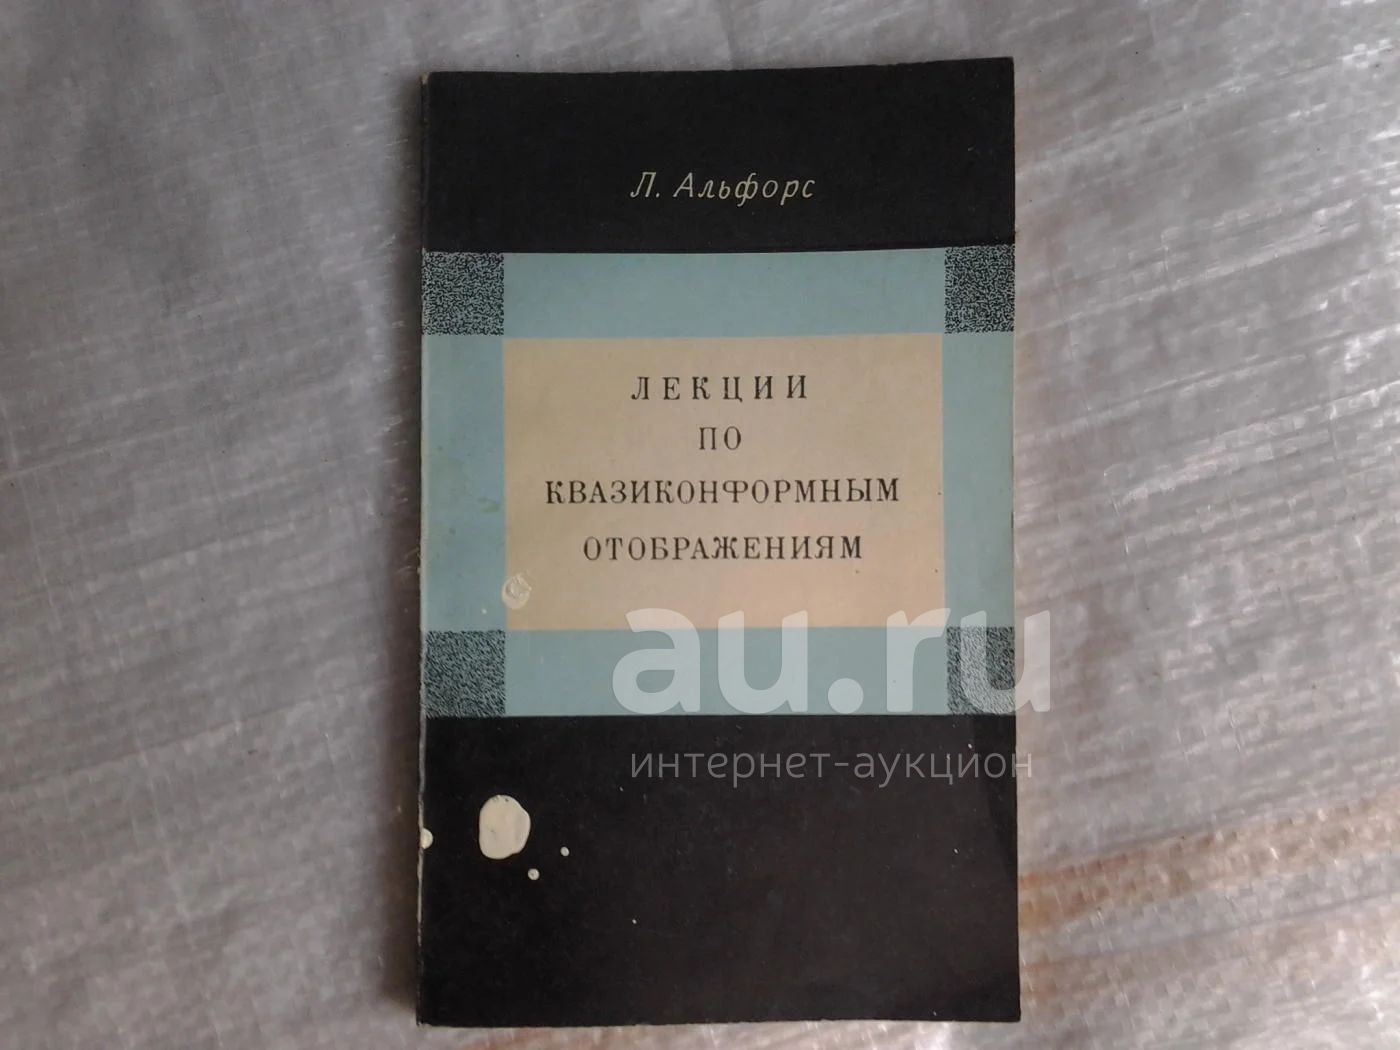 Л. Альфорс
ЛЕКЦИИ
ПО
КВАЗИКОНФОРМНЫМ
ОТОБРАЖЕНИЯМ
au.ru
интернет-аукцион